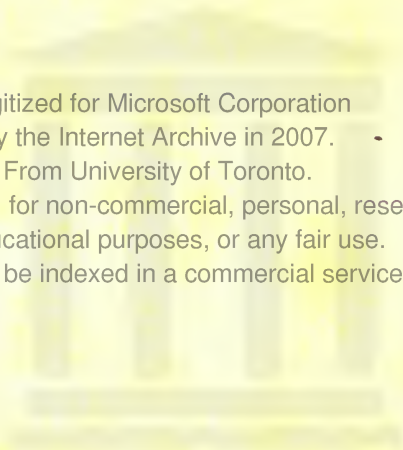 gitized for Microsoft Corporation
y the Internet Archive in 2007.
From University of Toronto.
for non-commercial, personal, rese
ucational purposes, or any fair use.
be indexed in a commercial service